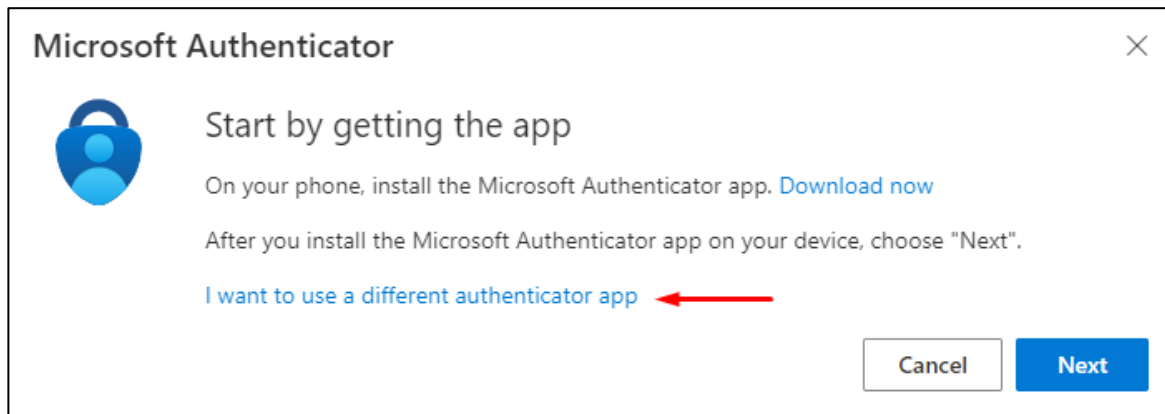 Microsoft Authenticator
Start by getting the app
On your phone, install the Microsoft Authenticator app. Download now
After you install the Microsoft Authenticator app on your device, choose "Next".
I want to use a different authenticator app
Cancel Next